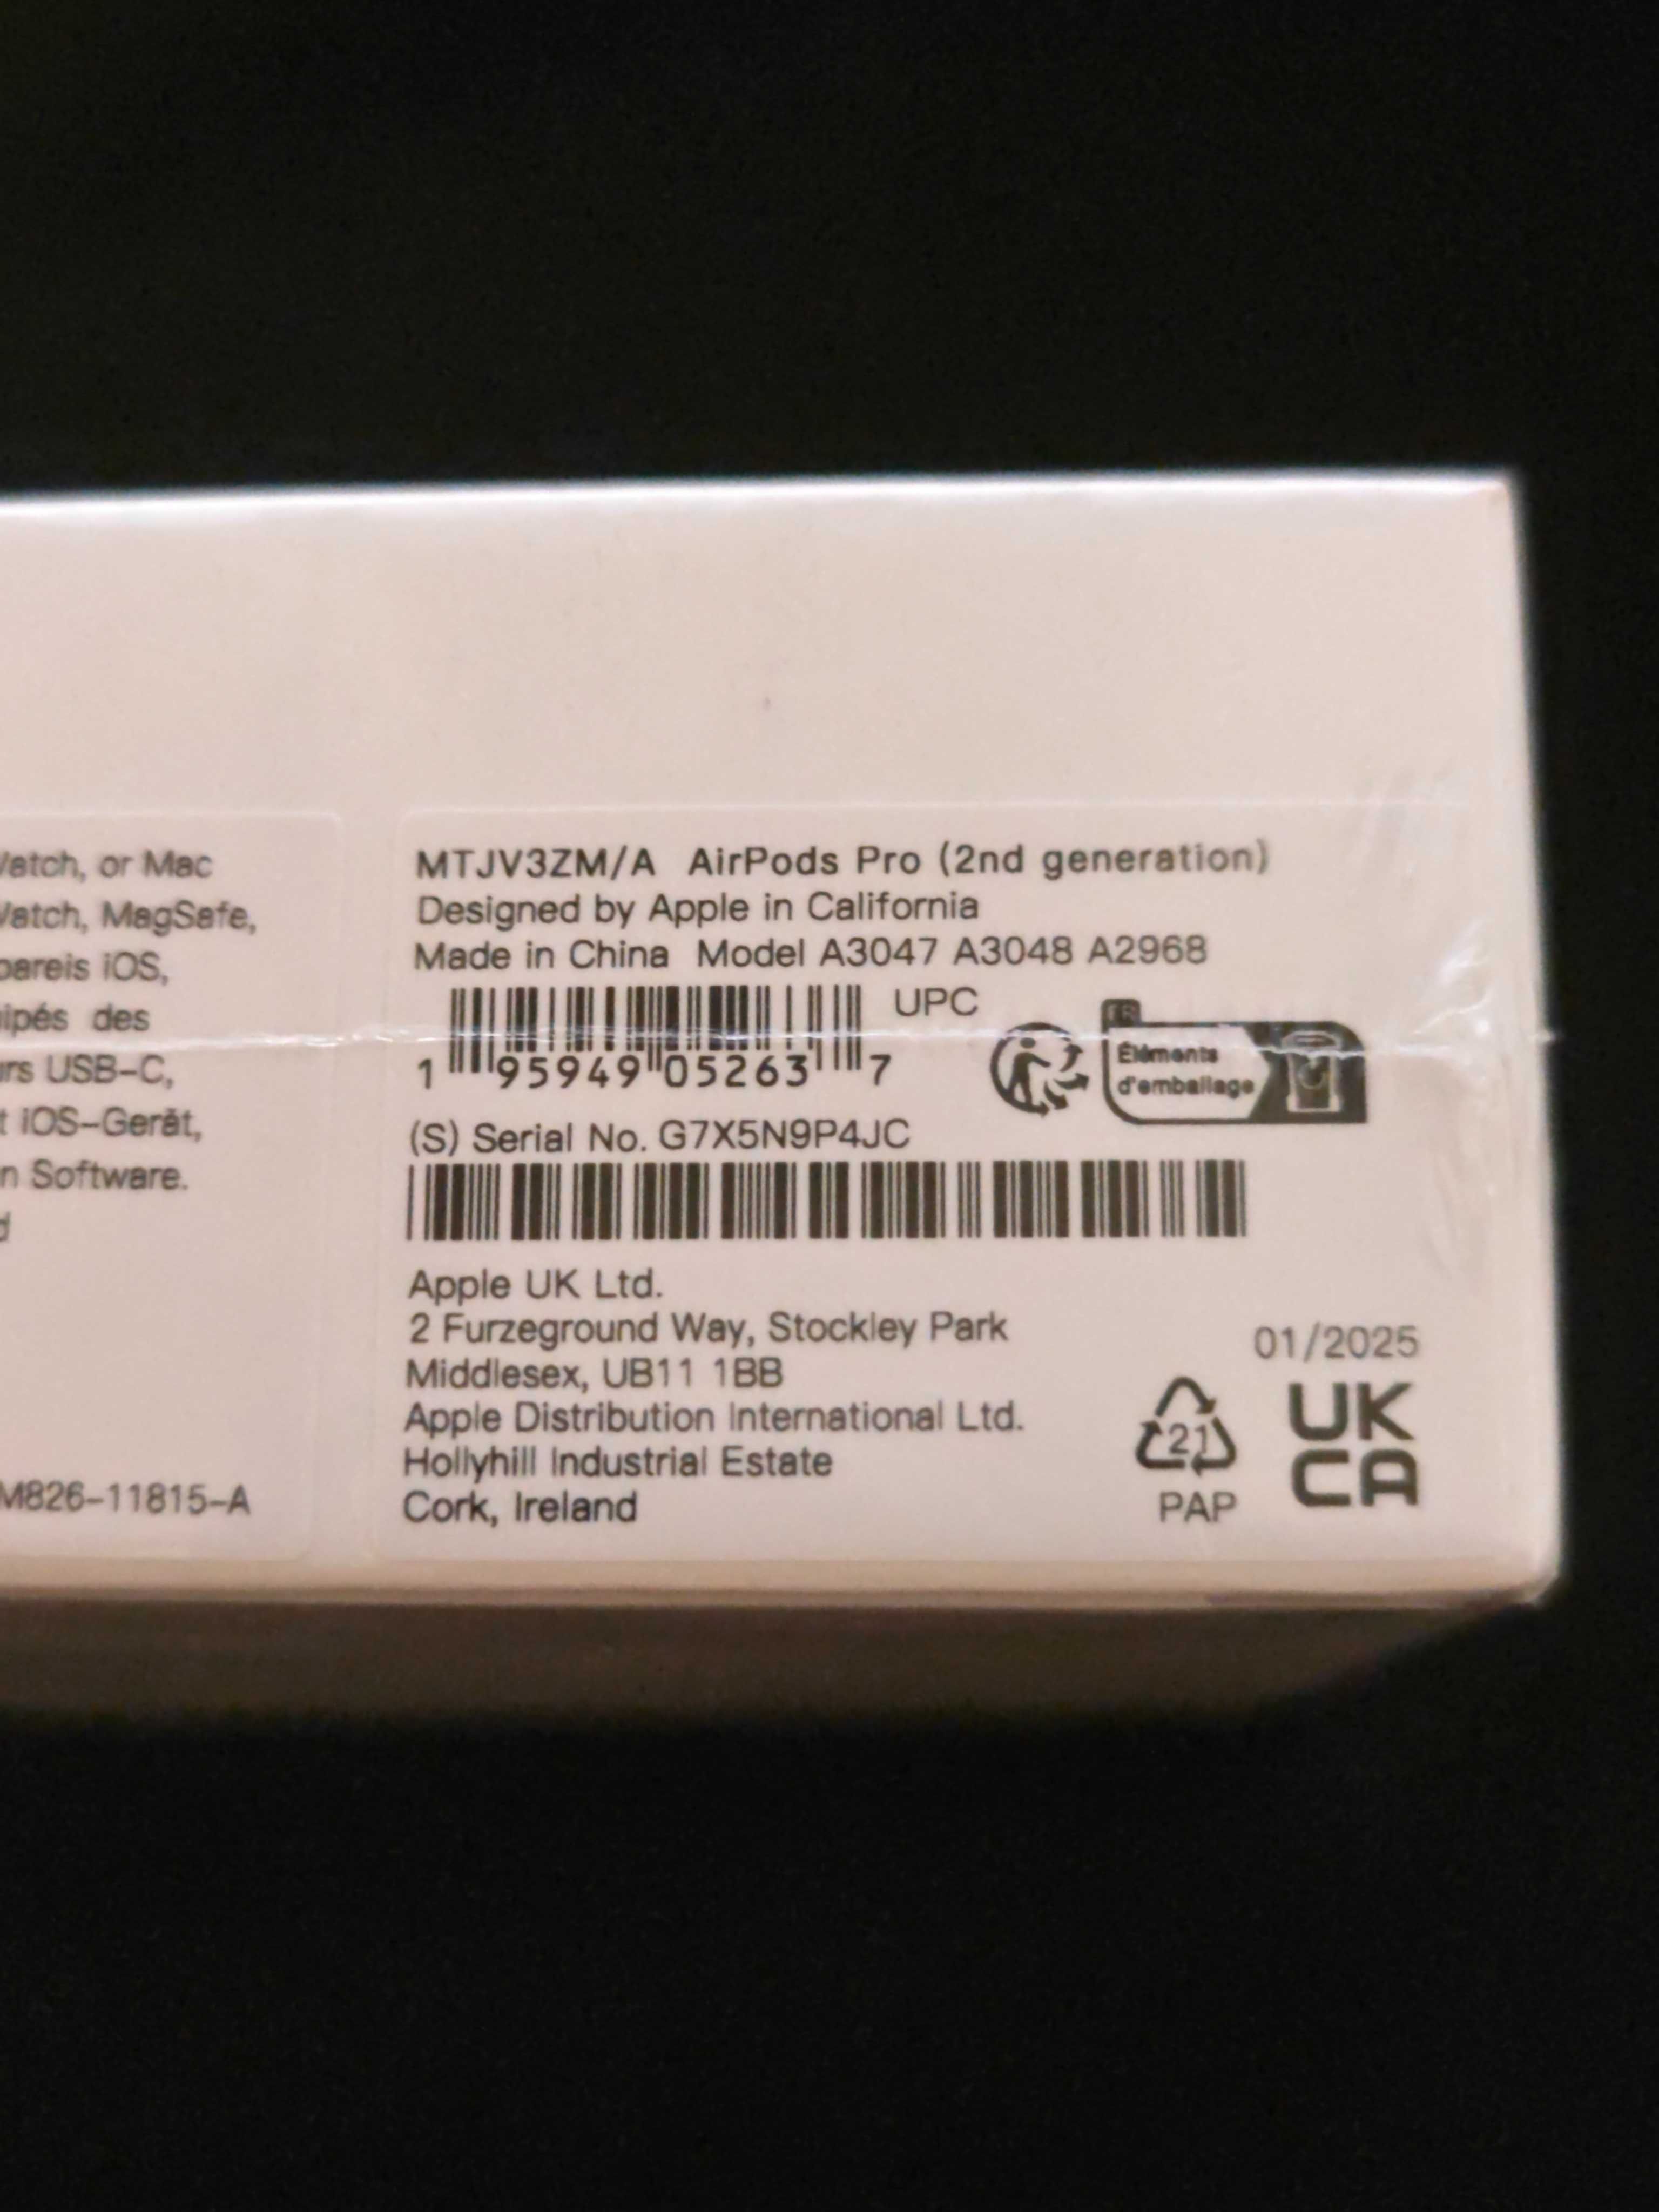 Watch, or Mac
Watch, MagSafe,
pareis iOS,
uipés des
urs USB-C,
t iOS-Gerät,
n Software.
d
M826-11815-A
MTJV3ZM/A AirPods Pro (2nd generation)
Designed by Apple in California
Made in China Model A3047 A3048 A2968
UPC
1 95949 05263 7
FR
Éléments
d'emballage
(S) Serial No. G7X5N9P4JC
Apple UK Ltd.
2 Furzeground Way, Stockley Park
Middlesex, UB11 1BB
Apple Distribution International Ltd.
Hollyhill Industrial Estate
Cork, Ireland
01/2025
21
PAP
UK
CA